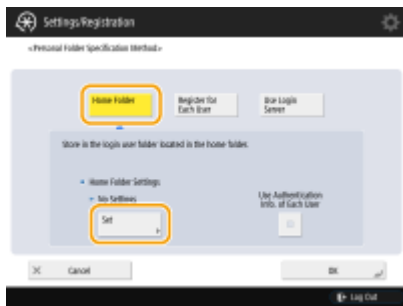 Settings/Registration
<Personal Folder Specification Method>
Home Folder
Register for
Each User
Use Login
Server
Store in the login user folder located in the home folder.
Home Folder Settings
No Settings
Set
Use Authentication
Info. of Each User
Cancel
OK
Log Out